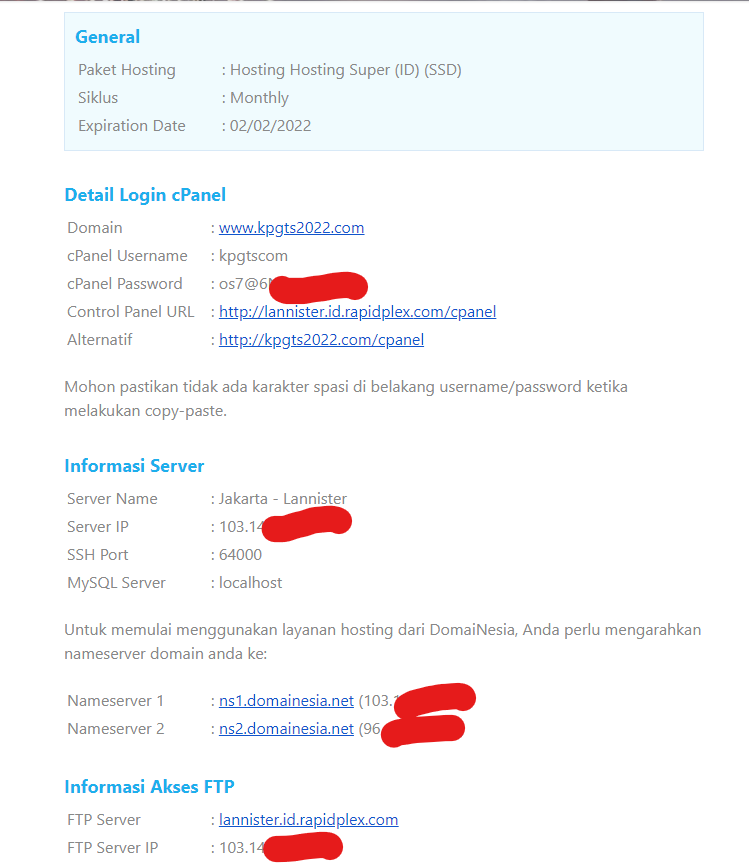 General
Paket Hosting : Hosting Hosting Super (ID) (SSD)
Siklus : Monthly
Expiration Date : 02/02/2022
Detail Login cPanel
Domain : www.kpgts2022.com
cPanel Username : kpgtscom
cPanel Password : os7@6
Control Panel URL : http://lannister.id.rapidplex.com/cpanel
Alternatif : http://kpgts2022.com/cpanel
Mohon pastikan tidak ada karakter spasi di belakang username/password ketika
melakukan copy-paste.
Informasi Server
Server Name : Jakarta - Lannister
Server IP : 103.14
SSH Port : 64000
MySQL Server : localhost
Untuk memulai menggunakan layanan hosting dari DomaiNesia, Anda perlu mengarahkan
nameserver domain anda ke:
Nameserver 1 : ns1.domainesia.net (103.
Nameserver 2 : ns2.domainesia.net (96
Informasi Akses FTP
FTP Server : lannister.id.rapidplex.com
FTP Server IP : 103.14